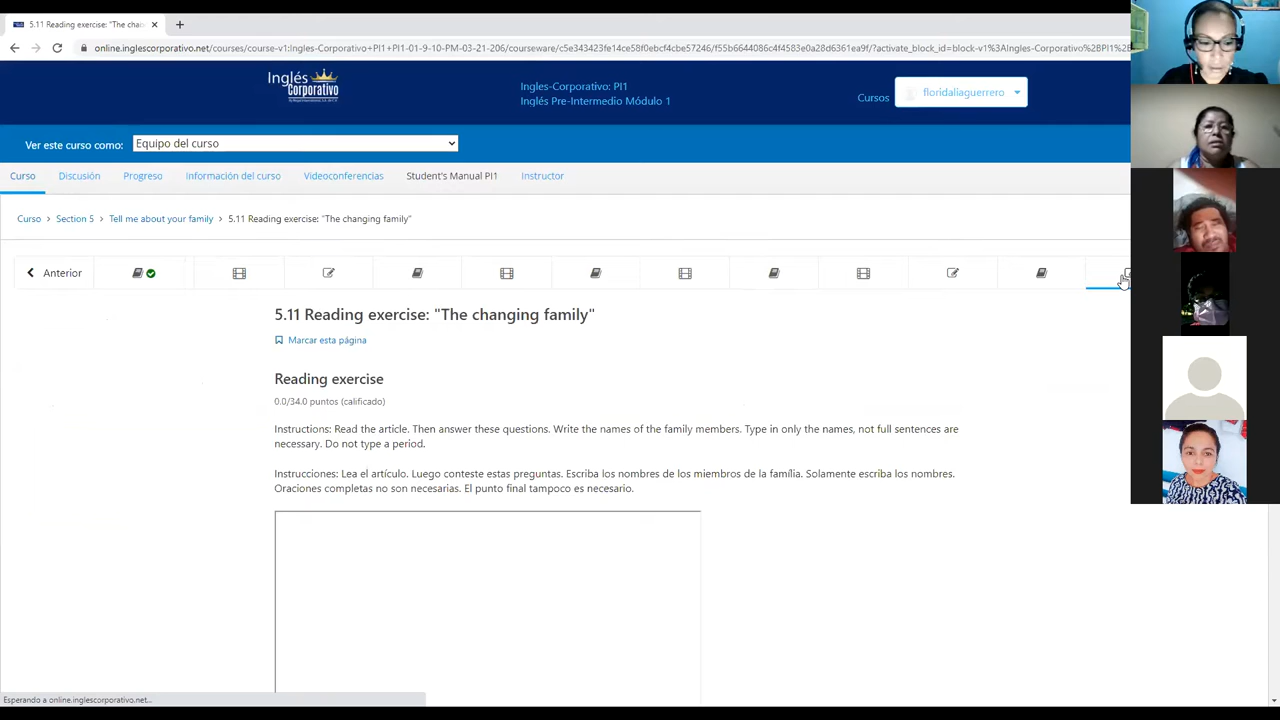 5.11 Reading exercise: "The chan
online.inglescorporativo.net/courses/course-v1:Ingles-Corporativo+PI1+PI1-01-9-10-PM-03-21-206/courseware/c5e343423fe14ce58f0ebcf4cbe57246/f55b6644086c4f4583e0a28d6361ea9f/?activate_block_id=block-v1%3AIngles-Corporativo%2BPI1%
Inglés
Corporativo
Ingles-Corporativo: PI1
Inglés Pre-Intermedio Módulo 1
Cursos
floridaliaguerrero
Ver este curso como:
Equipo del curso
Curso
Discusión
Progreso
Información del curso
Videoconferencias
Student's Manual PI1
Instructor
Curso > Section 5 > Tell me about your family > 5.11 Reading exercise: "The changing family"
Anterior
5.11 Reading exercise: "The changing family"
Marcar esta página
Reading exercise
0.0/34.0 puntos (calificado)
Instructions: Read the article. Then answer these questions. Write the names of the family members. Type in only the names, not full sentences are
necessary. Do not type a period.
Instrucciones: Lea el artículo. Luego conteste estas preguntas. Escriba los nombres de los miembros de la família. Solamente escriba los nombres.
Oraciones completas no son necesarias. El punto final tampoco es necesario.
Esperando a online.inglescorporativo.net...